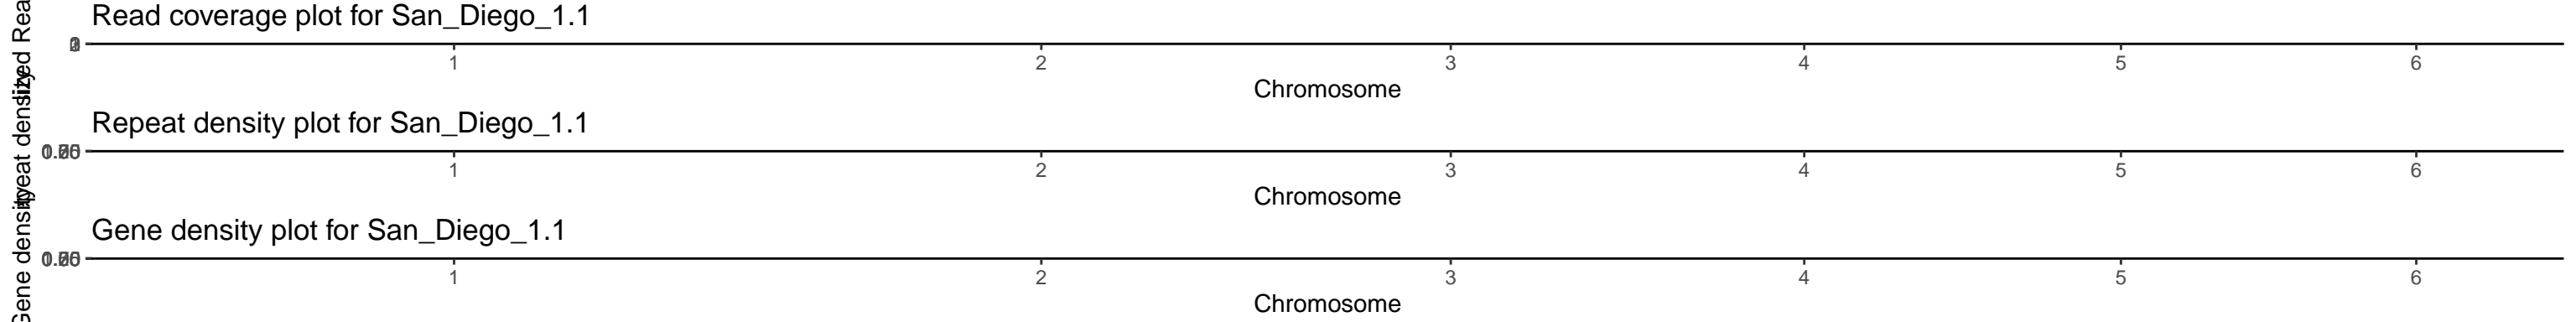 Read coverage plot for San_Diego_1.1
1 2 3 4 5 6
Chromosome
Repeat density plot for San_Diego_1.1
1 2 3 4 5 6
Chromosome
Gene density plot for San_Diego_1.1
1 2 3 4 5 6
Chromosome
Gene density